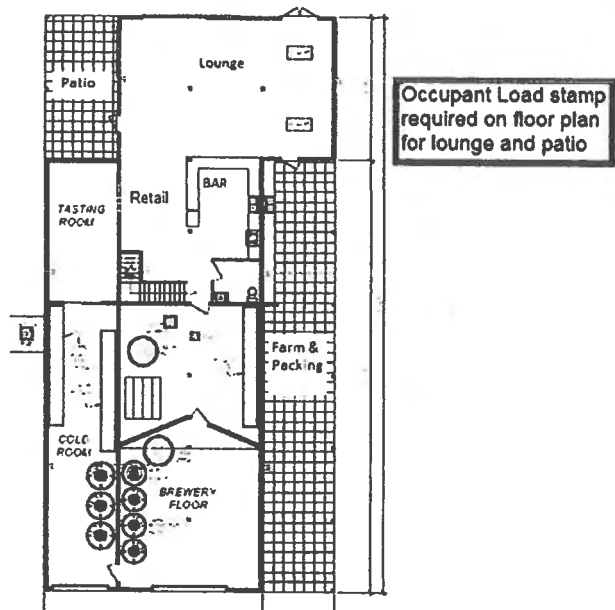 Lounge
Patio
Occupant Load stamp
required on floor plan
for lounge and patio
BAR
Retail
TASTING
ROOM
Farm &
Packing
COLD
ROOM
BREWERY
FLOOR